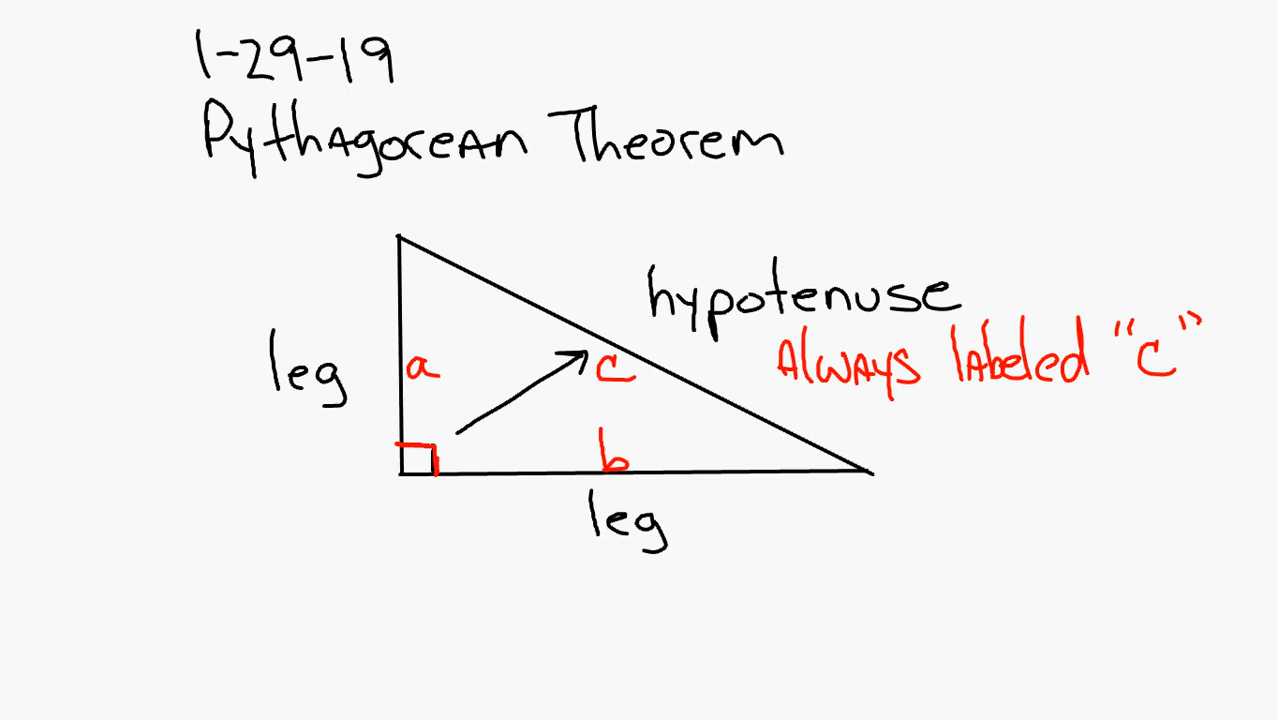 1-29-19
Pythagorean Theorem
hypotenuse
Always labeled "c"
leg
a
c
b
leg